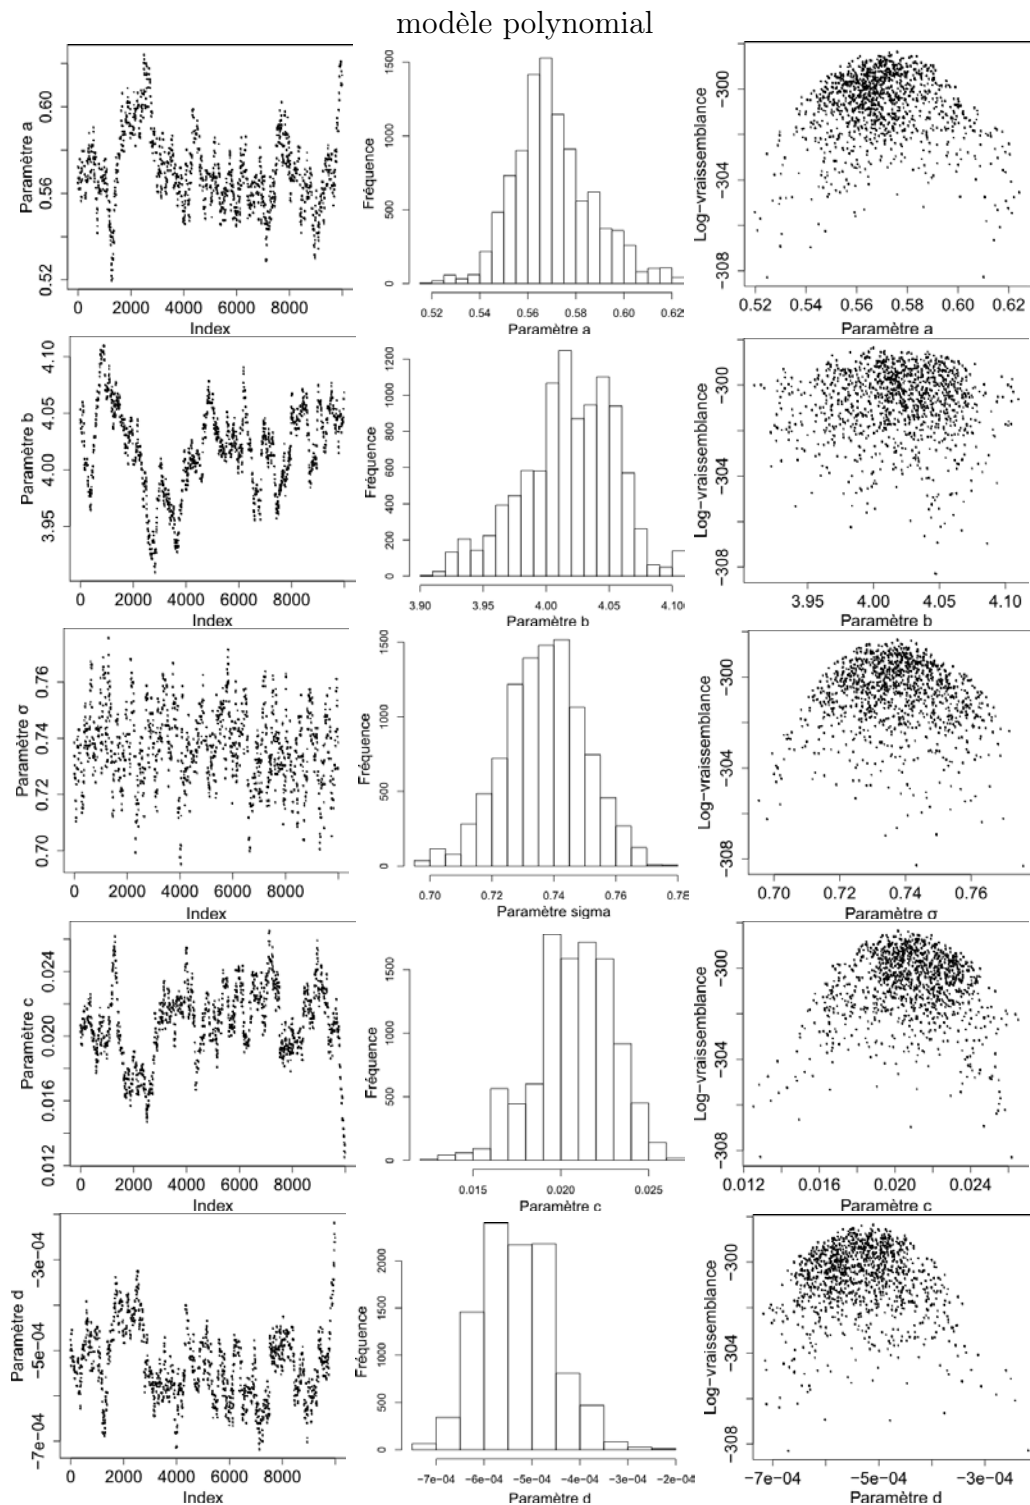 modèle polynomial
Paramètre a
0.52 0.56 0.60
0 2000 4000 6000 8000
Index
Fréquence
0 500 1000 1500
0.52 0.54 0.56 0.58 0.60 0.62
Paramètre a
Log-vraissemblance
-308 -304 -300
0.52 0.54 0.56 0.58 0.60 0.62
Paramètre a
Paramètre b
3.95 4.00 4.05 4.10
0 2000 4000 6000 8000
Index
Fréquence
0 200 400 600 800 1000 1200
3.90 3.95 4.00 4.05 4.10
Paramètre b
Log-vraissemblance
-308 -304 -300
3.95 4.00 4.05 4.10
Paramètre b
Paramètre σ
0.70 0.72 0.74 0.76
0 2000 4000 6000 8000
Index
Fréquence
0 500 1000 1500
0.70 0.72 0.74 0.76 0.78
Paramètre sigma
Log-vraissemblance
-308 -304 -300
0.70 0.72 0.74 0.76
Paramètre σ
Paramètre c
0.012 0.016 0.020 0.024
0 2000 4000 6000 8000
Index
Fréquence
0 500 1000 1500
0.015 0.020 0.025
Paramètre c
Log-vraissemblance
-308 -304 -300
0.012 0.016 0.020 0.024
Paramètre c
Paramètre d
-7e-04 -5e-04 -3e-04
0 2000 4000 6000 8000
Index
Fréquence
0 500 1000 1500 2000
-7e-04 -6e-04 -5e-04 -4e-04 -3e-04 -2e-04
Paramètre d
Log-vraissemblance
-308 -304 -300
-7e-04 -5e-04 -3e-04
Paramètre d